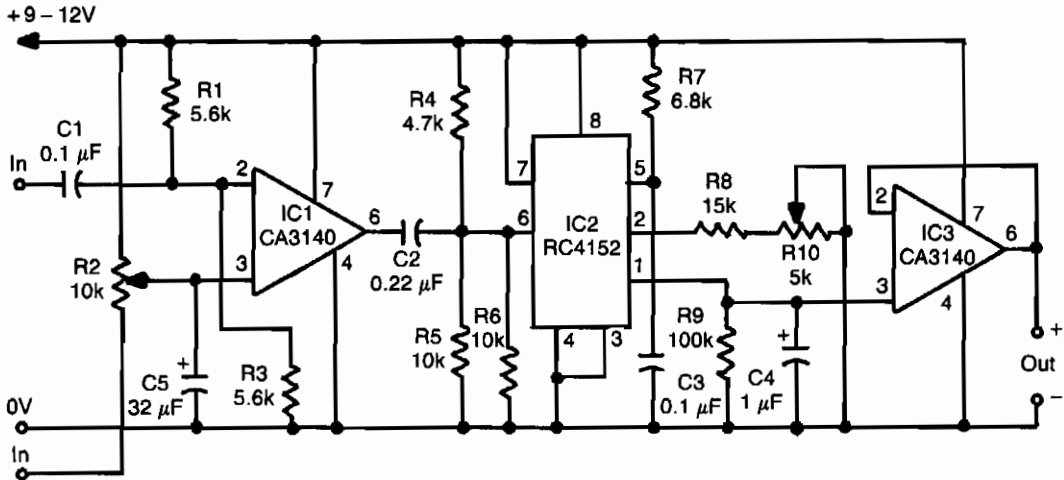 +9–12V
R1
5.6k
C1
0.1 µF
In
2
7
IC1
CA3140
6
3
4
R2
10k
C5
+
32 µF
R3
5.6k
0V
In
R4
4.7k
C2
0.22 µF
R5
10k
R6
10k
8
7
5
6
2
1
IC2
RC4152
4
3
R7
6.8k
R8
15k
R10
5k
R9
100k
C3
0.1 µF
C4
1 µF
+
2
7
IC3
CA3140
6
3
4
+
Out
−